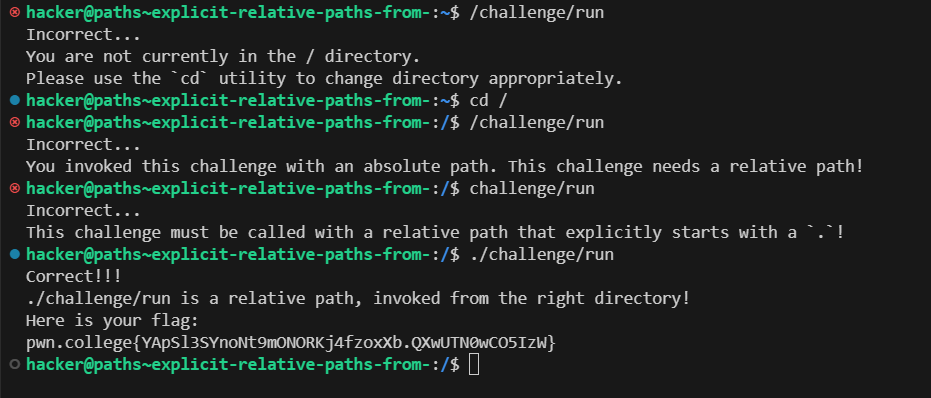 hacker@paths~explicit-relative-paths-from-:~$ /challenge/run
Incorrect...
You are not currently in the / directory.
Please use the `cd` utility to change directory appropriately.
hacker@paths~explicit-relative-paths-from-:~$ cd /
hacker@paths~explicit-relative-paths-from-:/$ /challenge/run
Incorrect...
You invoked this challenge with an absolute path. This challenge needs a relative path!
hacker@paths~explicit-relative-paths-from-:/$ challenge/run
Incorrect...
This challenge must be called with a relative path that explicitly starts with a `.`!
hacker@paths~explicit-relative-paths-from-:/$ ./challenge/run
Correct!!!
./challenge/run is a relative path, invoked from the right directory!
Here is your flag:
pwn.college{YApSl3SYnoNt9mONORKj4fzoxXb.QXwUTN0wCO5IzW}
hacker@paths~explicit-relative-paths-from-:/$